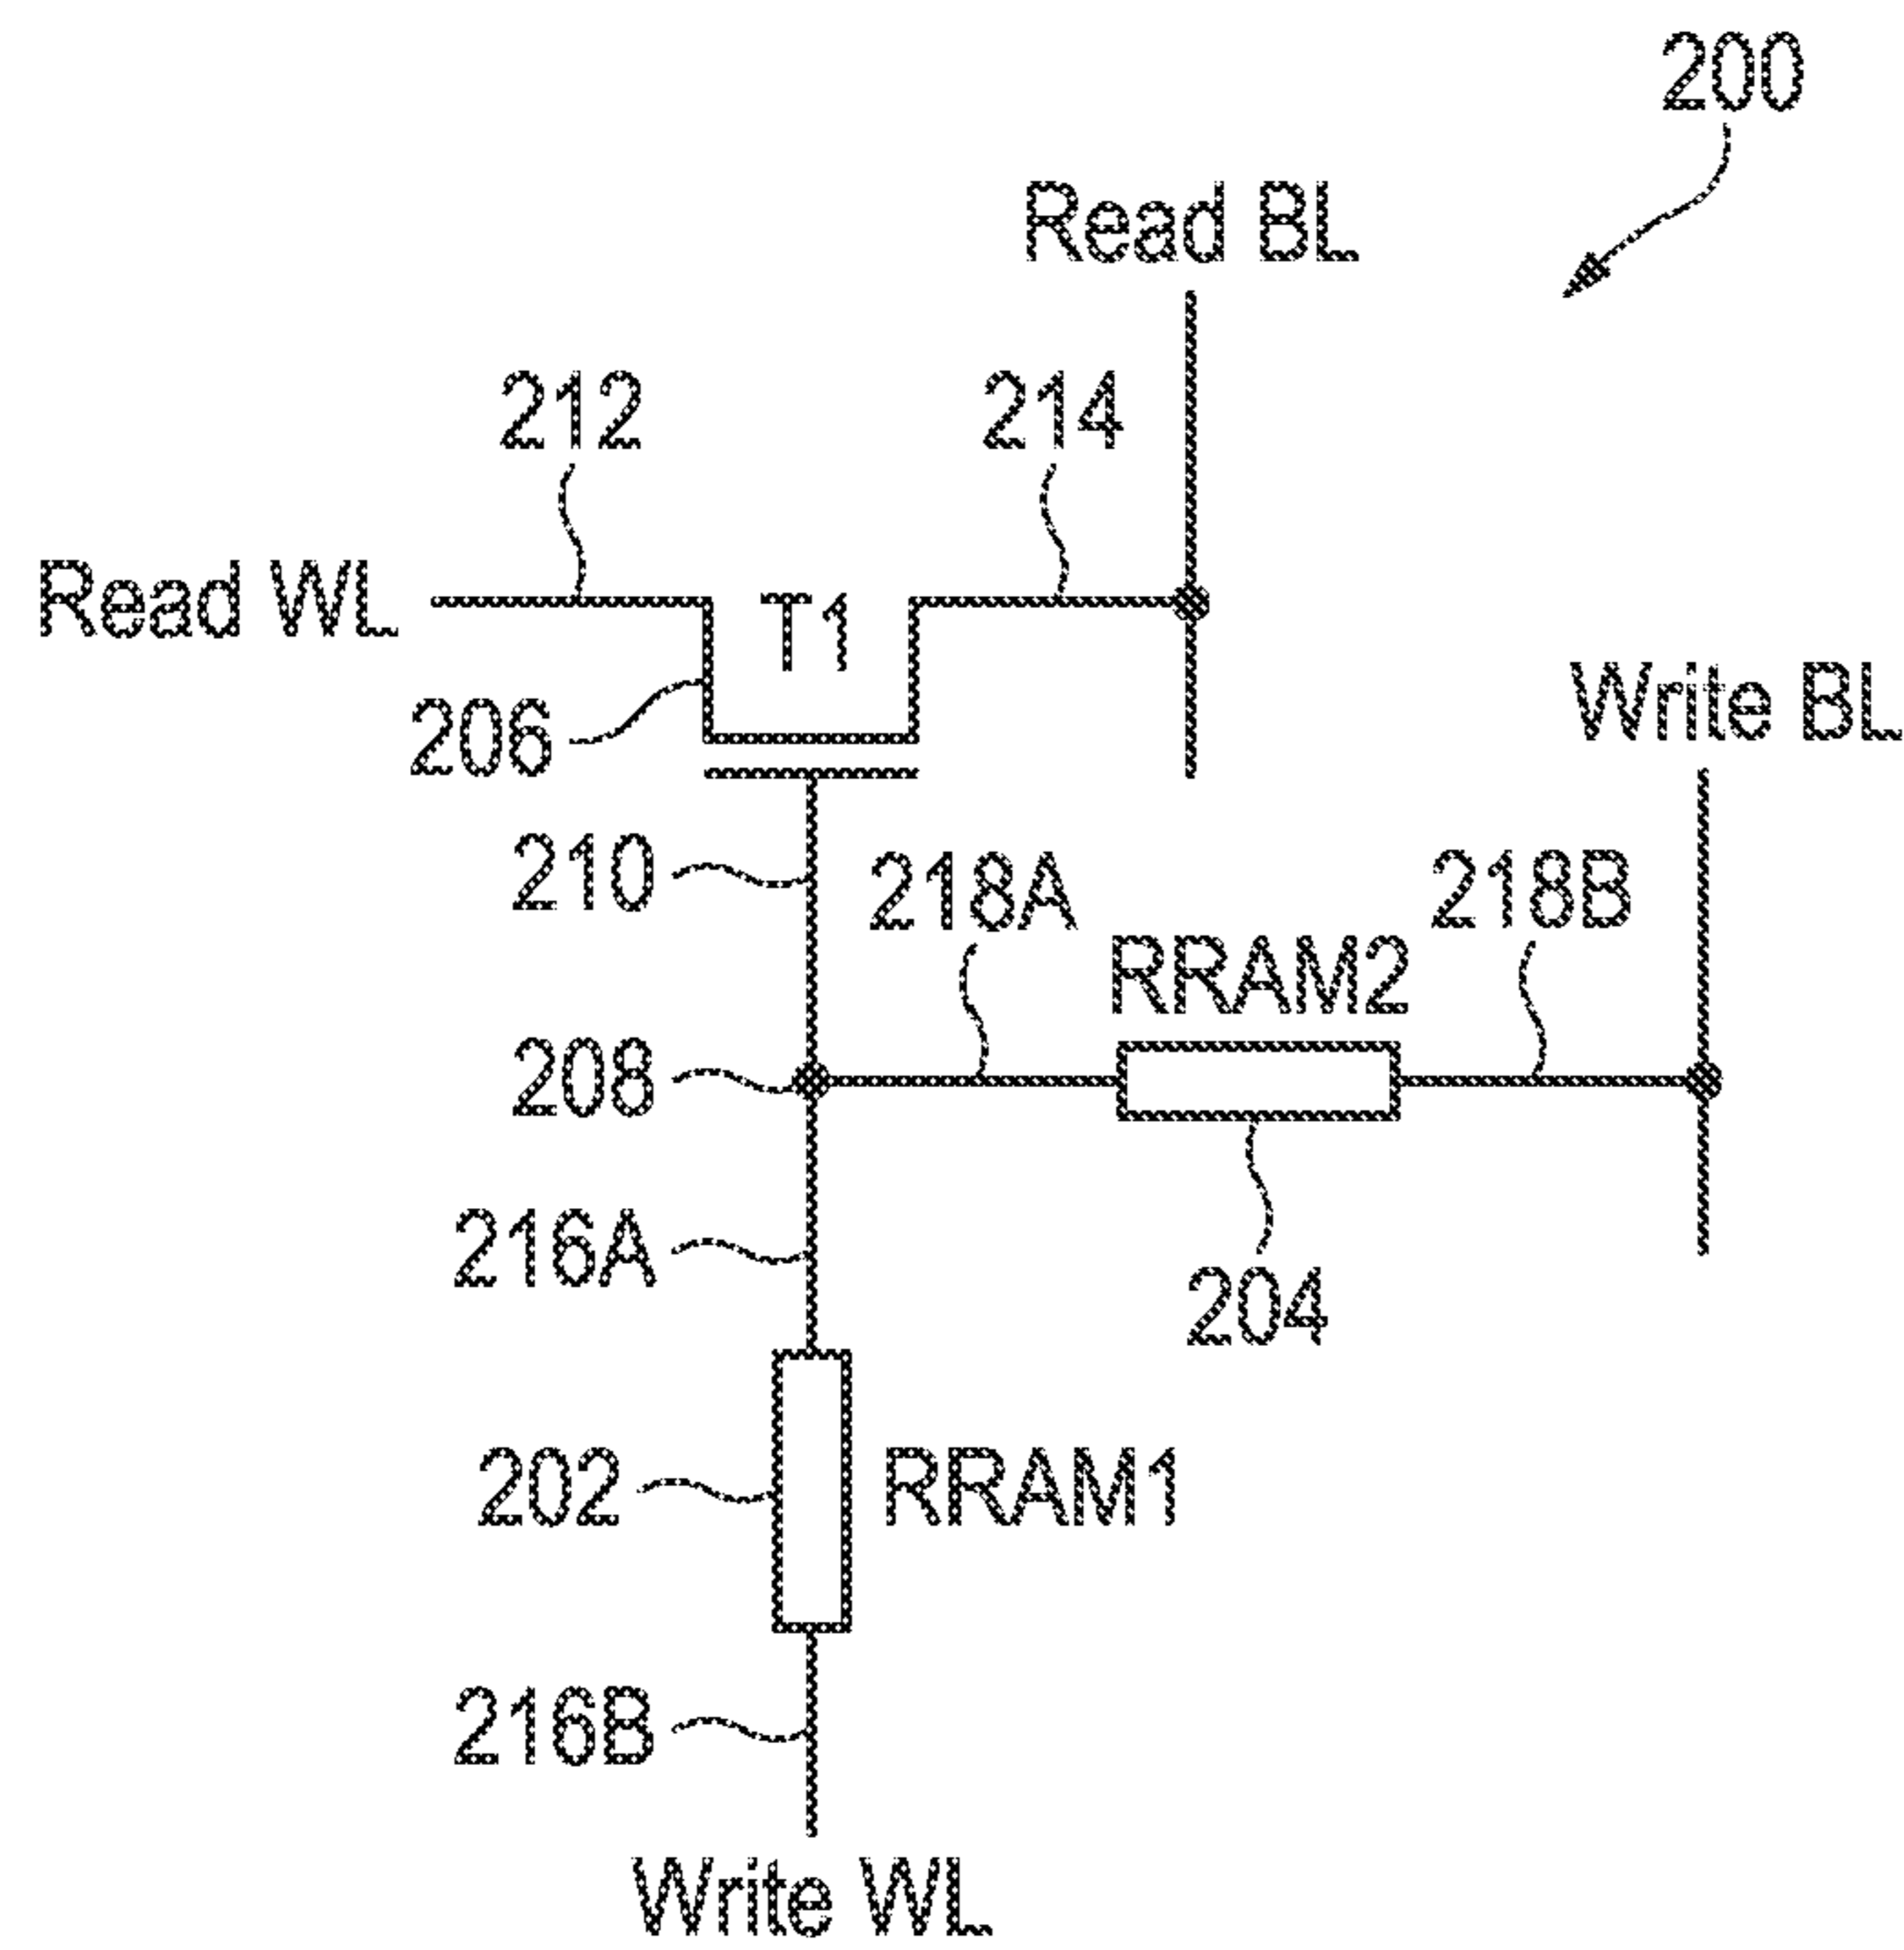 200
Read BL
212
214
Read WL
T1
206
Write BL
210
218A
218B
RRAM2
208
216A
204
202
RRAM1
216B
Write WL